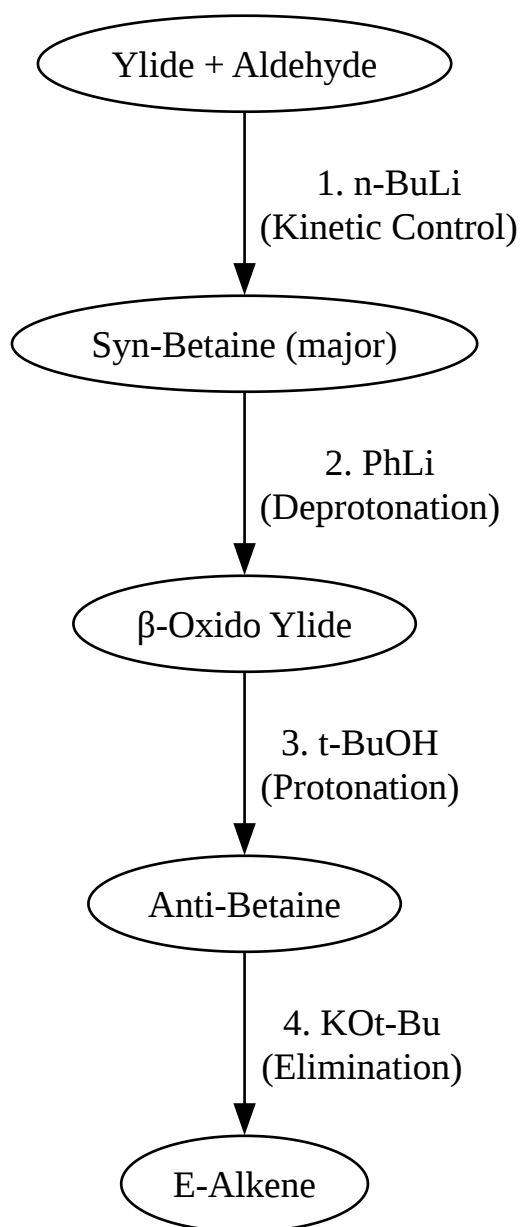 Ylide + Aldehyde
1. n-BuLi
(Kinetic Control)
Syn-Betaine (major)
2. PhLi
(Deprotonation)
β-Oxido Ylide
3. t-BuOH
(Protonation)
Anti-Betaine
4. KOt-Bu
(Elimination)
E-Alkene